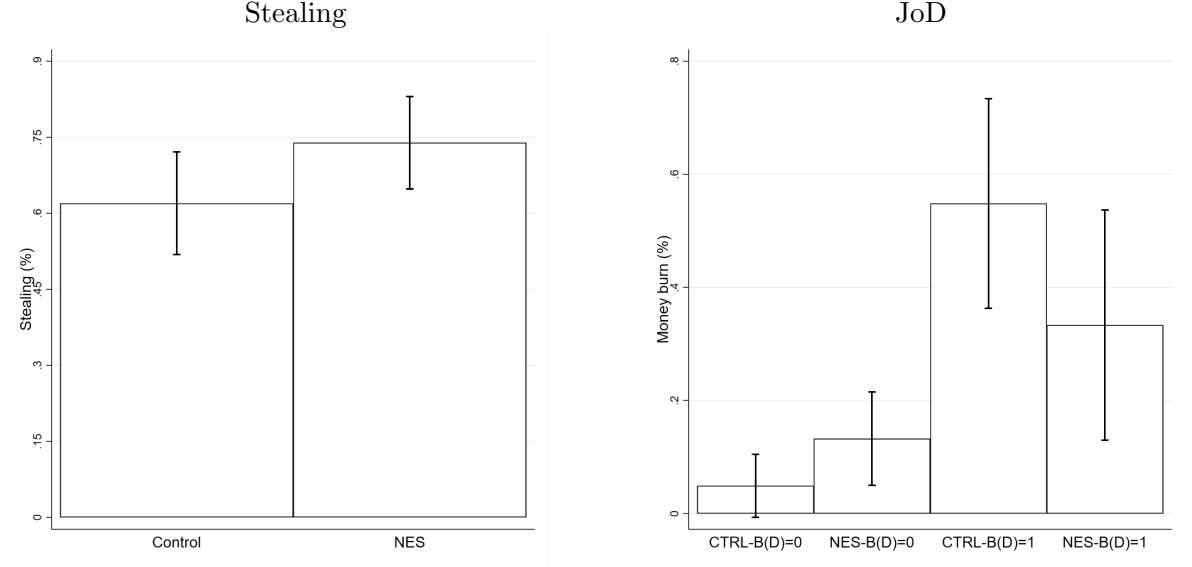 Stealing
Stealing (%)
.9
.75
.6
.45
.3
.15
0
Control
NES
JoD
Money burn (%)
.8
.6
.4
.2
0
CTRL-B(D)=0
NES-B(D)=0
CTRL-B(D)=1
NES-B(D)=1